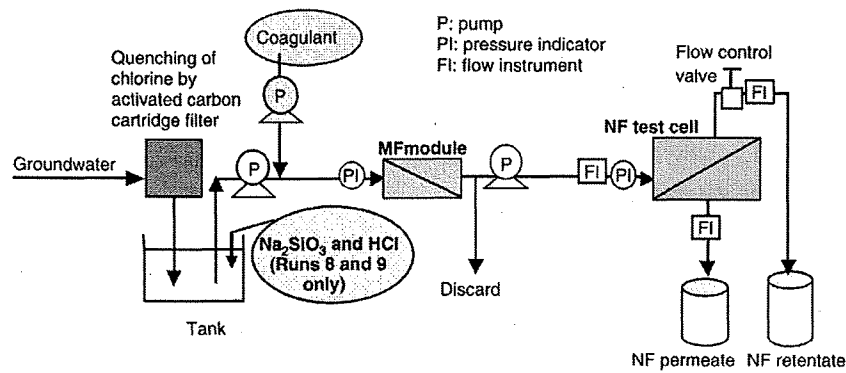 Coagulant
P: pump
PI: pressure indicator
FI: flow instrument
Quenching of
chlorine by
activated carbon
cartridge filter
Flow control
valve
P
FI
MFmodule
NF test cell
Groundwater
P
PI
P
FI
PI
FI
Na₂SiO₃ and HCl
(Runs 8 and 9
only)
Discard
Tank
NF permeate
NF retentate